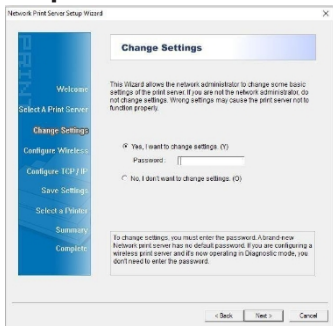 Network Print Server Setup Wizard
Change Settings
Welcome
Select A Print Server
Change Settings
Configure Wireless
Configure TCP/IP
Save Settings
Select a Printer
Summary
Complete
This Wizard allows the network administrator to change some basic
settings of the print server. If you are not the network administrator, do
not change settings. Wrong settings may cause the print server not to
function properly.
Yes, I want to change settings. (Y)
Password:
No, I don't want to change settings. (O)
To change settings, you must enter the password. A brand-new
Network print server has no default password. If you are configuring a
wireless print server and it's now operating in Diagnostic mode, you
don't need to enter the password.
< Back
Next >
Cancel